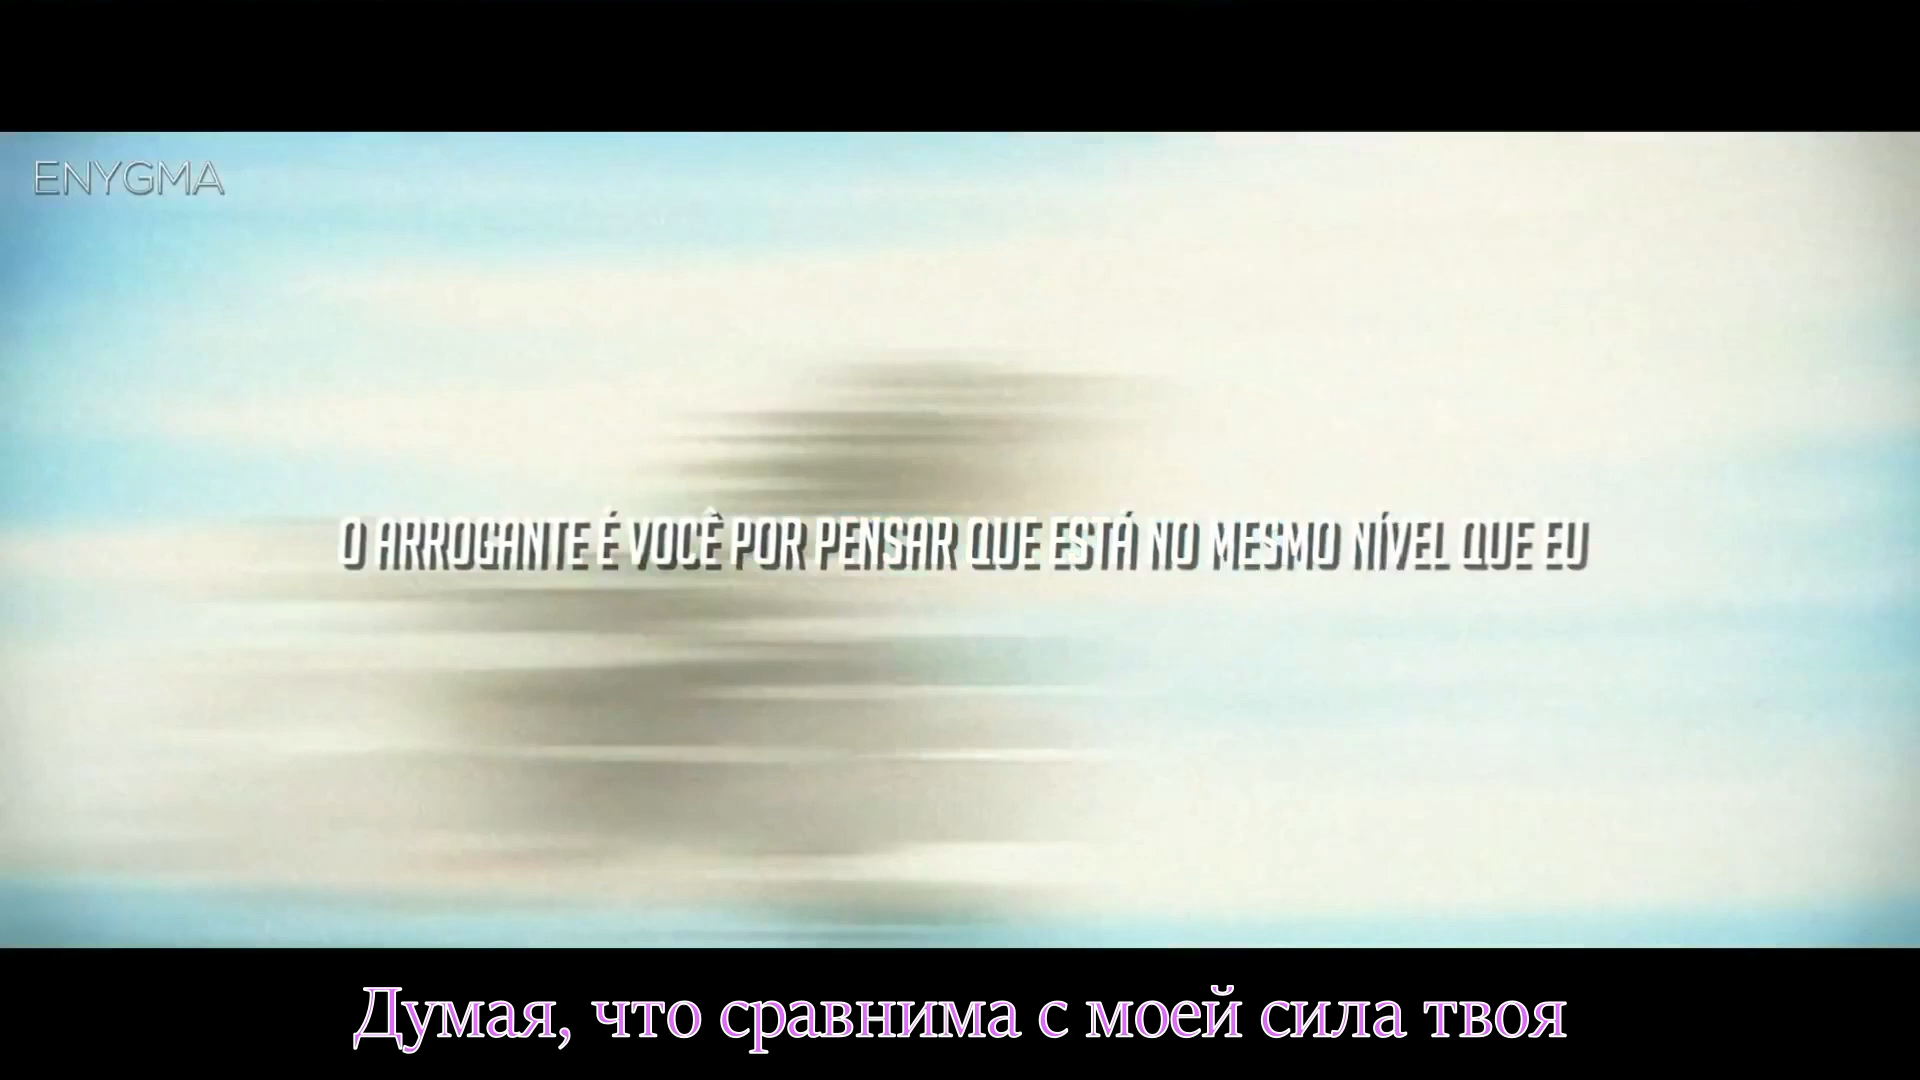 ENYGMA
O ARROGANTE É VOCÊ POR PENSAR QUE ESTÁ NO MESMO NÍVEL QUE EU
Думая, что сравнима с моей сила твоя